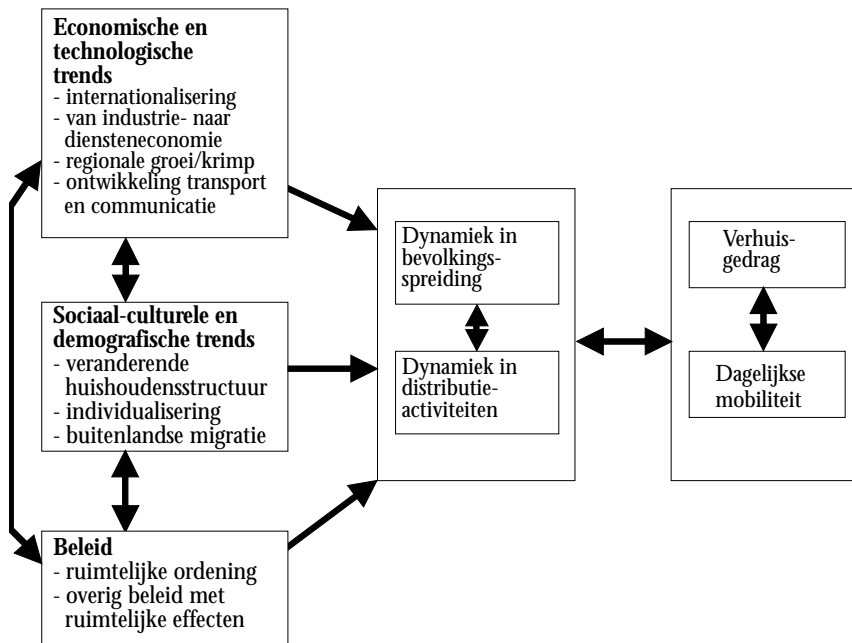 Economische en
technologische
trends
- internationalisering
- van industrie- naar
diensteneconomie
- regionale groei/krimp
- ontwikkeling transport
en communicatie
Sociaal-culturele en
demografische trends
- veranderende
huishoudensstructuur
- individualisering
- buitenlandse migratie
Beleid
- ruimtelijke ordening
- overig beleid met
ruimtelijke effecten
Dynamiek in
bevolkings-
spreiding
Dynamiek in
distributie-
activiteiten
Verhuis-
gedrag
Dagelijkse
mobiliteit